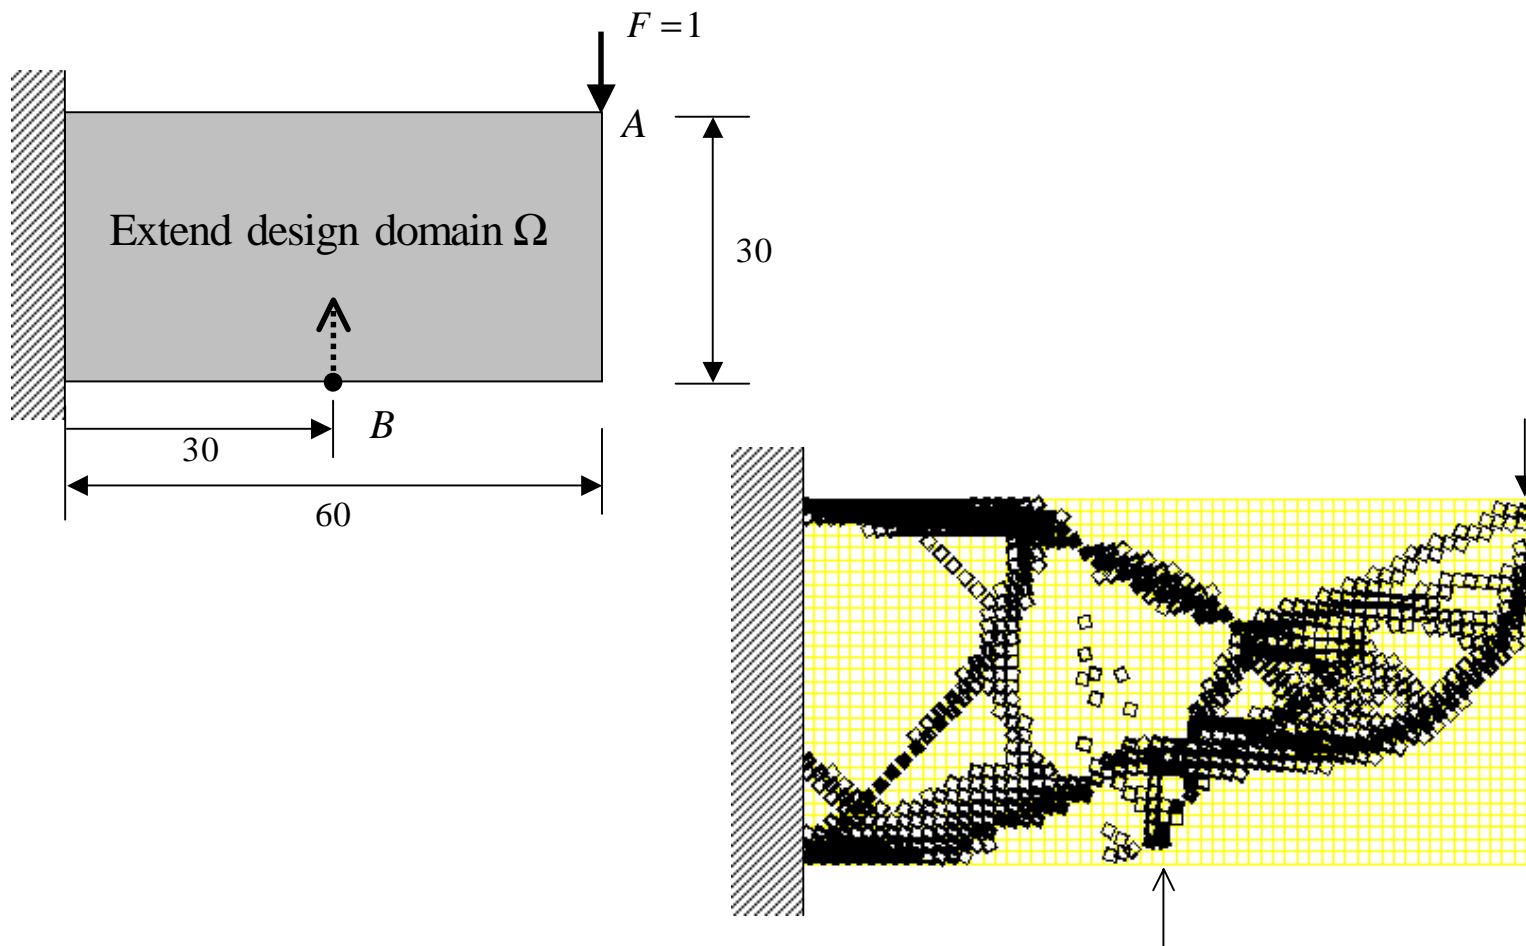 F = 1
A
Extend design domain Ω
30
B
30
60